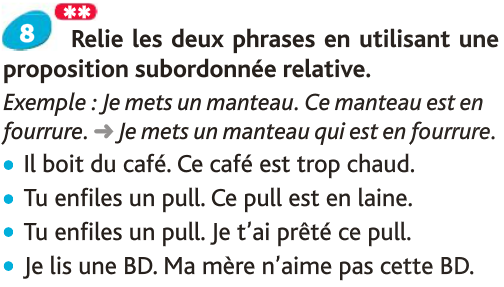 **
8 Relie les deux phrases en utilisant une
proposition subordonnée relative.
Exemple : Je mets un manteau. Ce manteau est en
fourrure. ➜ Je mets un manteau qui est en fourrure.
• Il boit du café. Ce café est trop chaud.
• Tu enfiles un pull. Ce pull est en laine.
• Tu enfiles un pull. Je t’ai prêté ce pull.
• Je lis une BD. Ma mère n’aime pas cette BD.